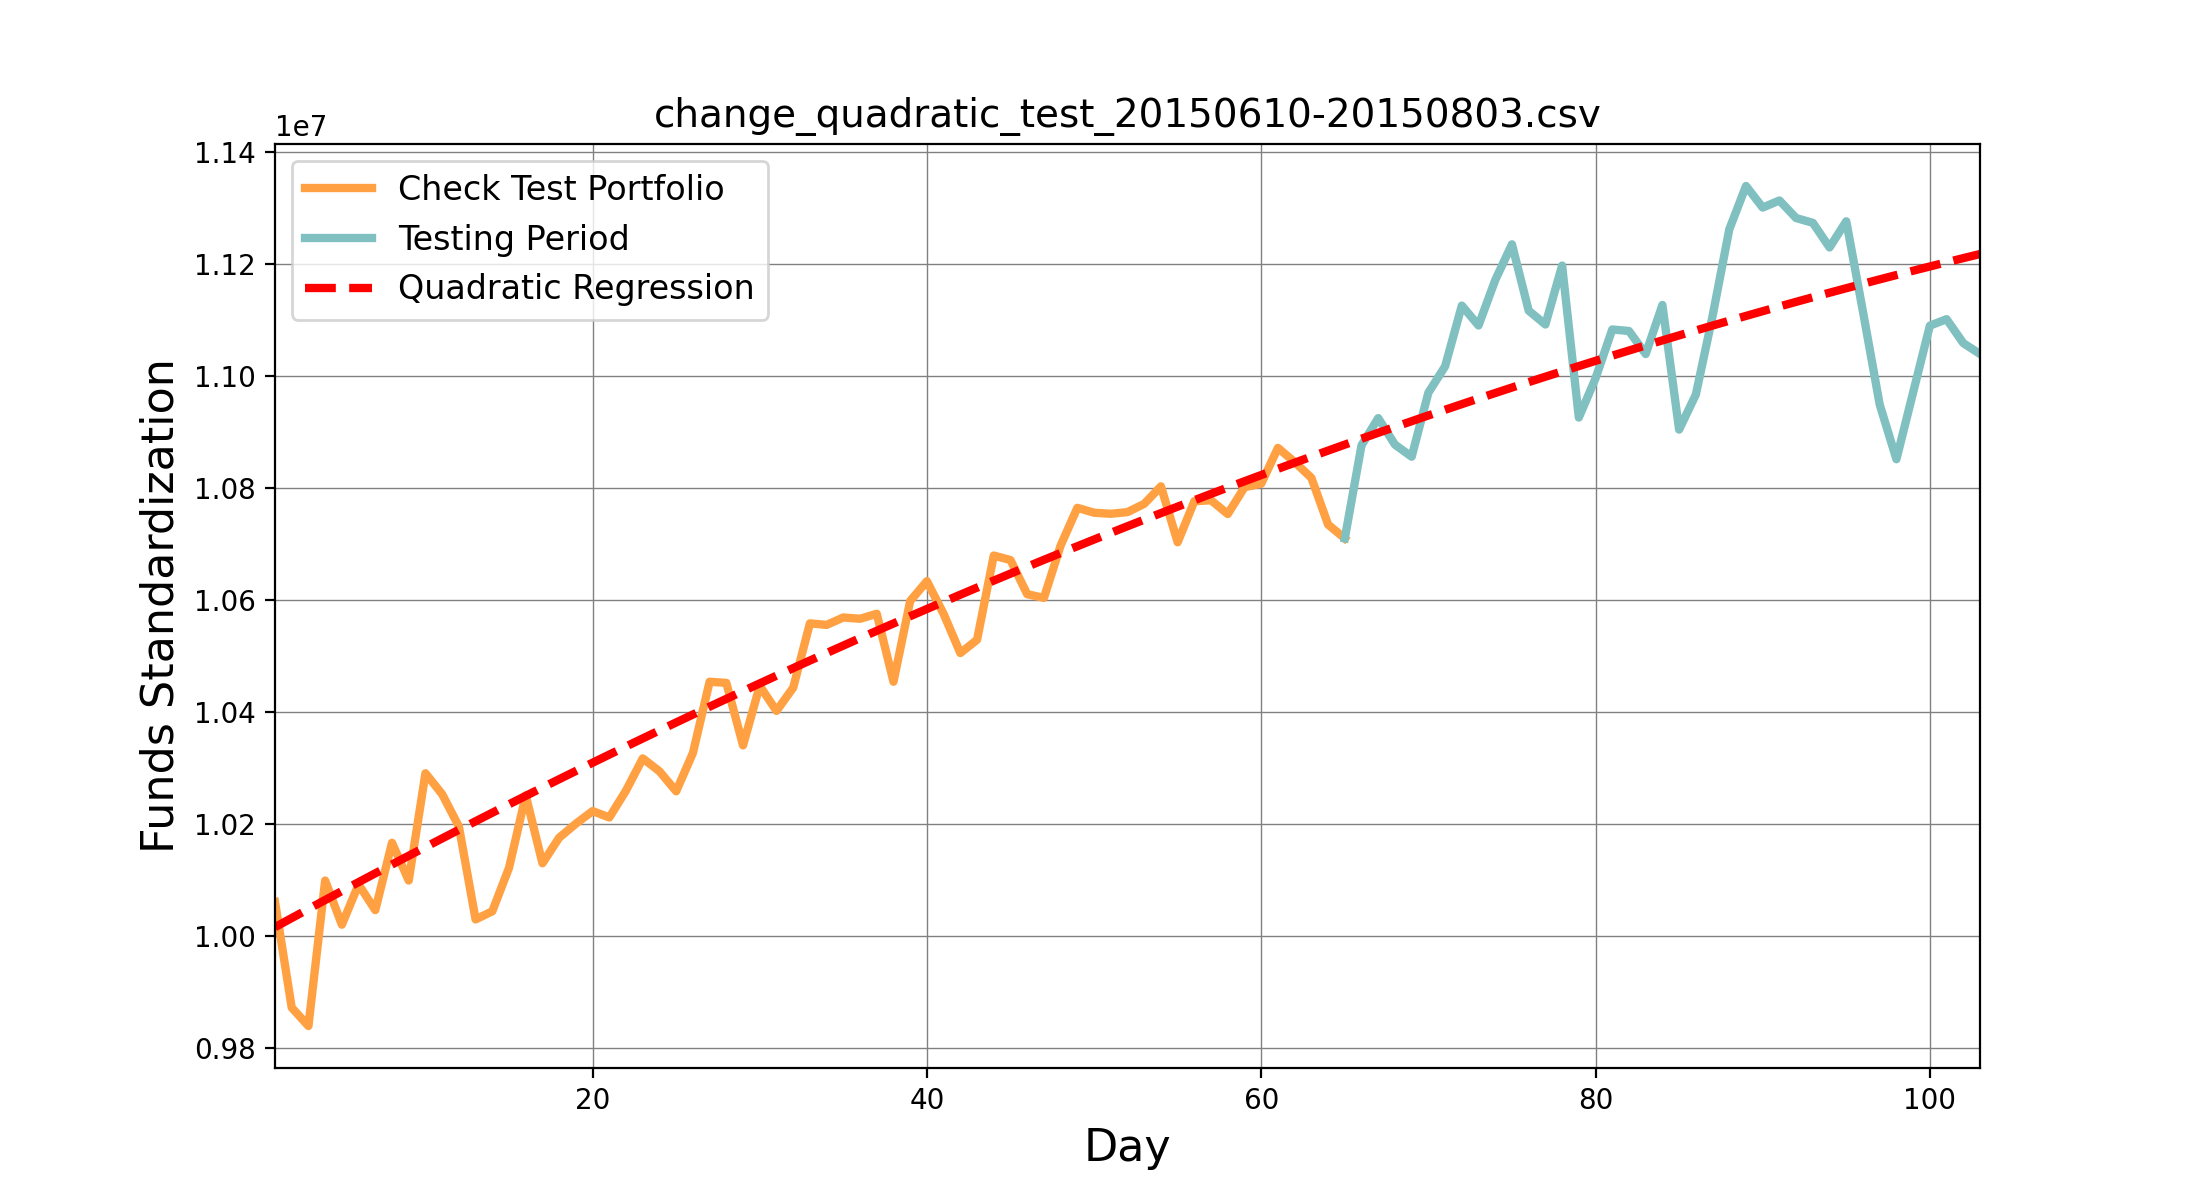 change_quadratic_test_20150610-20150803.csv
1e7
1.14
1.12
1.10
1.08
1.06
1.04
1.02
1.00
0.98
Funds Standardization
Check Test Portfolio
Testing Period
Quadratic Regression
20 40 60 80 100
Day